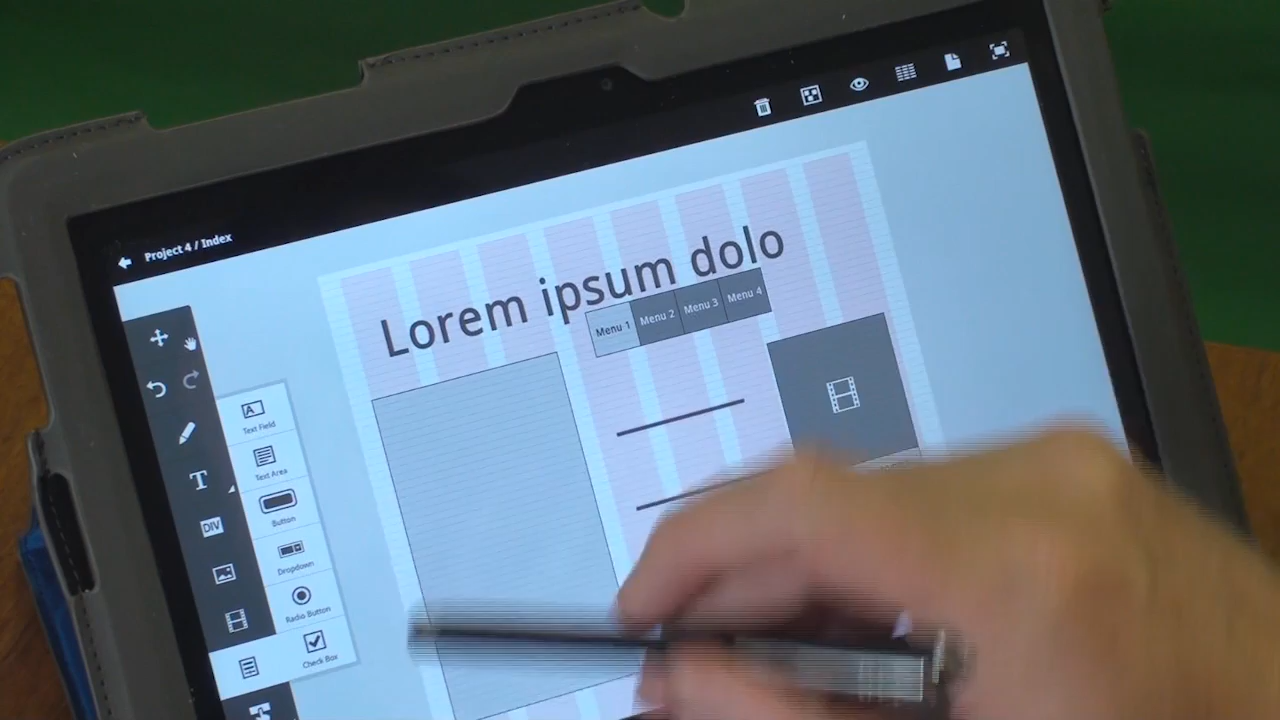 Project 4 / Index
Lorem ipsum dolo
Menu 1 Menu 2 Menu 3 Menu 4
A
Text Field
Text Area
Button
Dropdown
Radio Button
Check Box
T
DIV